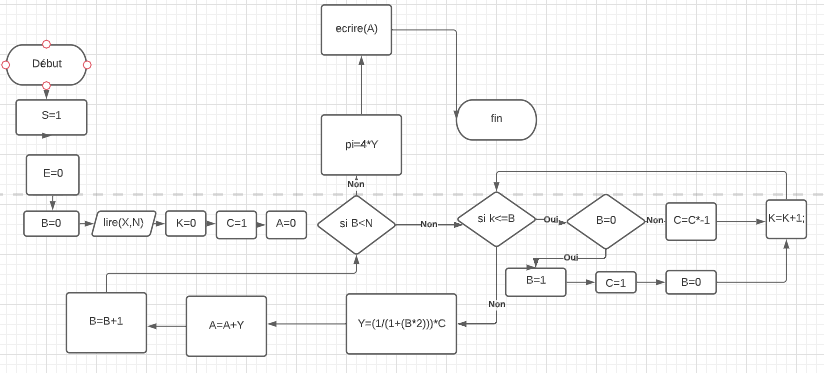 Début
S=1
E=0
B=0
lire(X,N)
K=0
C=1
A=0
si B<N
Non
pi=4*Y
ecrire(A)
fin
Non
si k<=B
Oui
B=0
Non
C=C*-1
K=K+1;
Oui
B=1
C=1
B=0
Non
Y=(1/(1+(B*2)))*C
A=A+Y
B=B+1